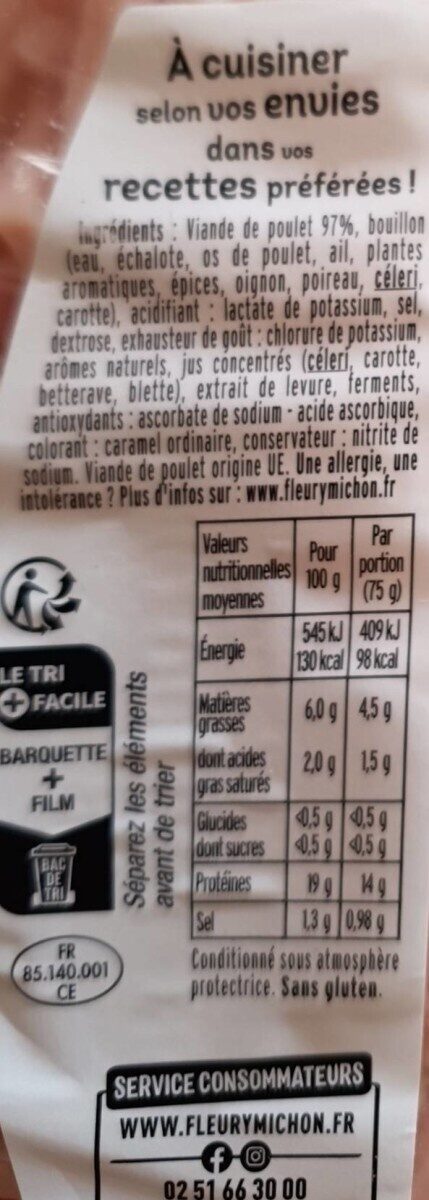 À cuisiner
selon vos envies
dans vos
recettes préférées !
Ingrédients : Viande de poulet 97%, bouillon
(eau, échalote, os de poulet, ail, plantes
aromatiques, épices, oignon, poireau, céleri,
carotte), acidifiant : lactate de potassium, sel,
dextrose, exhausteur de goût : chlorure de potassium,
arômes naturels, jus concentrés (céleri, carotte,
betterave, blette), extrait de levure, ferments,
antioxydants : ascorbate de sodium - acide ascorbique,
colorant : caramel ordinaire, conservateur : nitrite de
sodium. Viande de poulet origine UE. Une allergie, une
intolérance ? Plus d'infos sur : www.fleurymichon.fr
Valeurs nutritionnelles moyennes Pour 100 g Par portion (75 g)
Énergie 545 kJ 409 kJ
130 kcal 98 kcal
Matières grasses 6,0 g 4,5 g
dont acides gras saturés 2,0 g 1,5 g
Glucides <0,5 g <0,5 g
dont sucres <0,5 g <0,5 g
Protéines 19 g 14 g
Sel 1,3 g 0,98 g
Conditionné sous atmosphère
protectrice. Sans gluten.
LE TRI
+ FACILE
BARQUETTE
+
FILM
BAC
DE
TRI
Séparez les éléments
avant de trier
FR
85.140.001
CE
SERVICE CONSOMMATEURS
WWW.FLEURYMICHON.FR
02 51 66 30 00